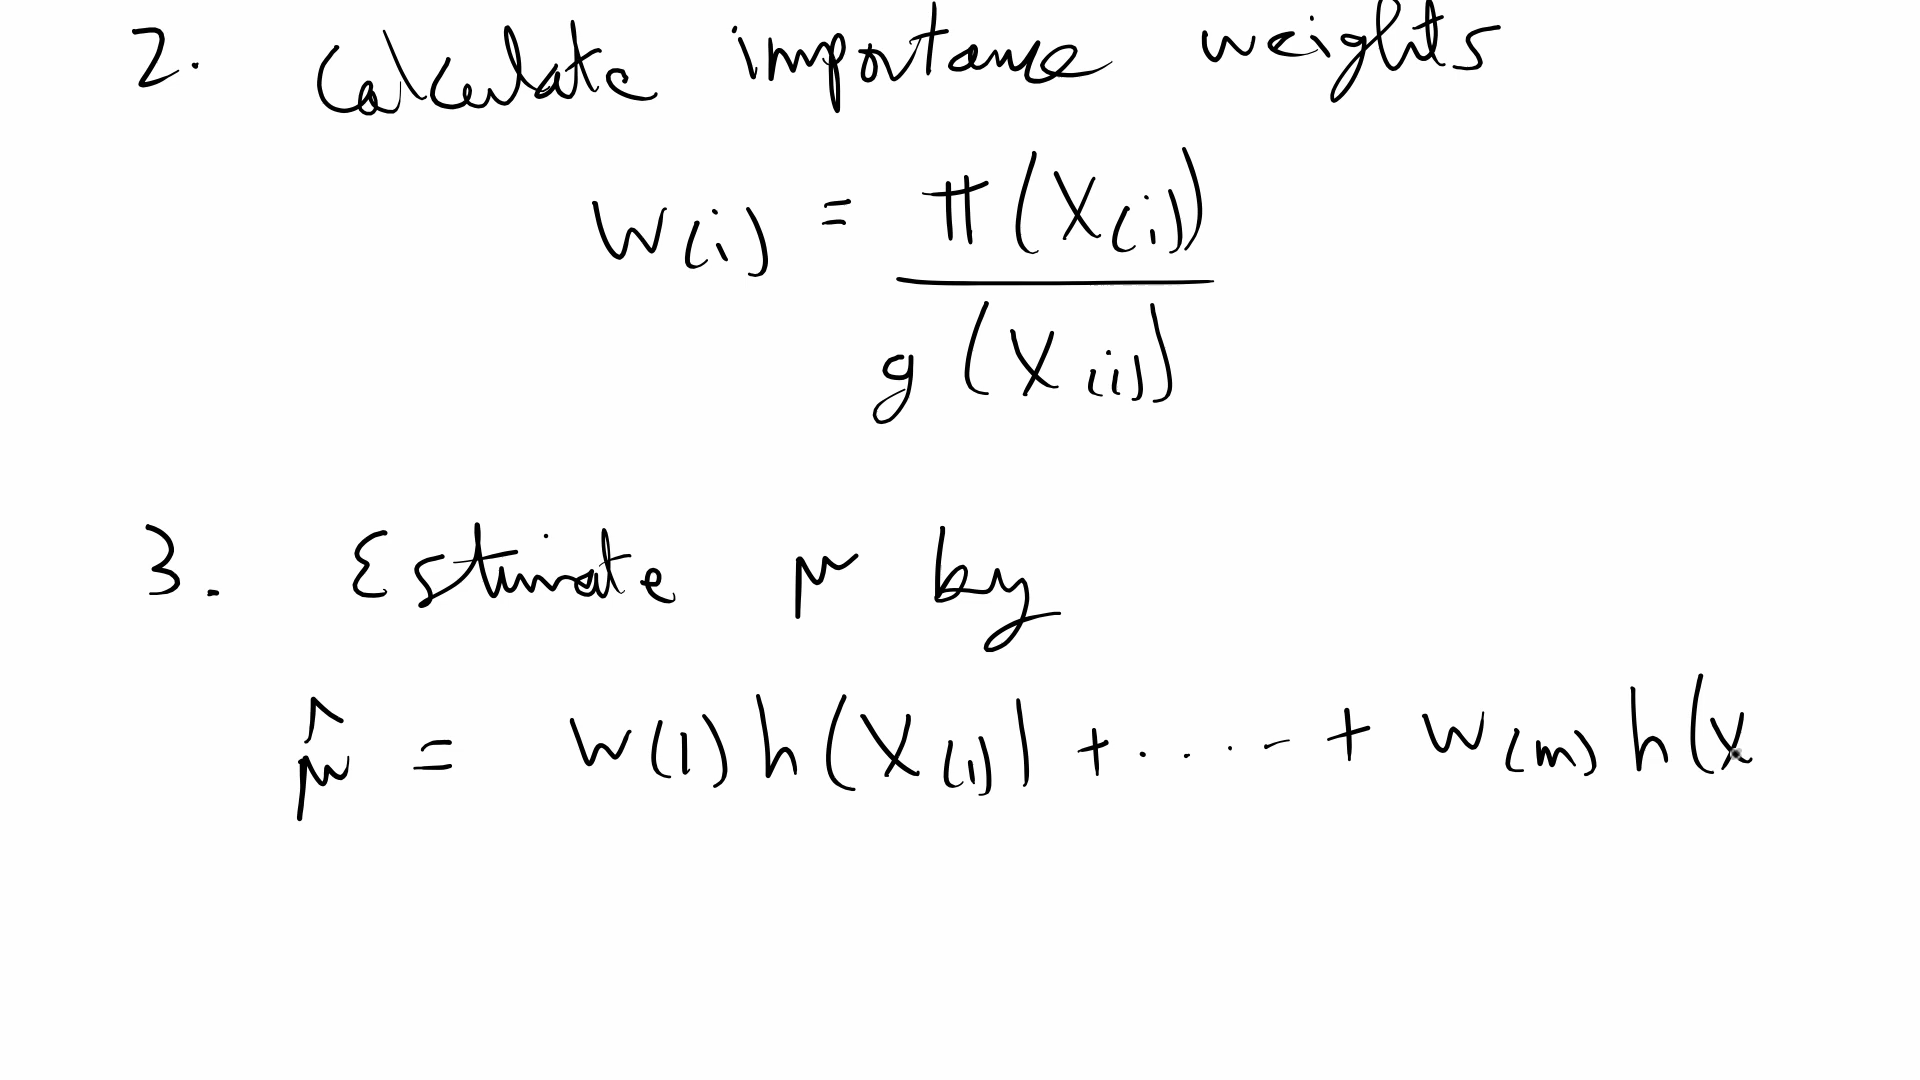 2. Calculate importance weights
W(i) = π(X(i))
g(X(i))
3. Estimate μ by
μ̂ = W(1)h(X(1)) + ..... + W(m)h(X